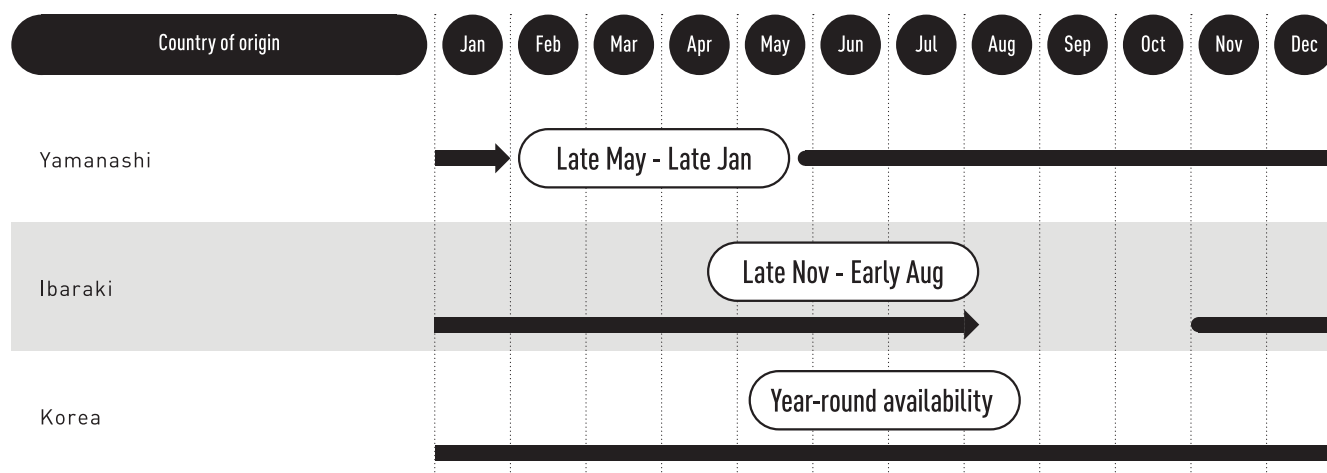 Country of origin Jan Feb Mar Apr May Jun Jul Aug Sep Oct Nov Dec
Yamanashi Late May - Late Jan
Late Nov - Early Aug
Ibaraki
Year-round availability
Korea